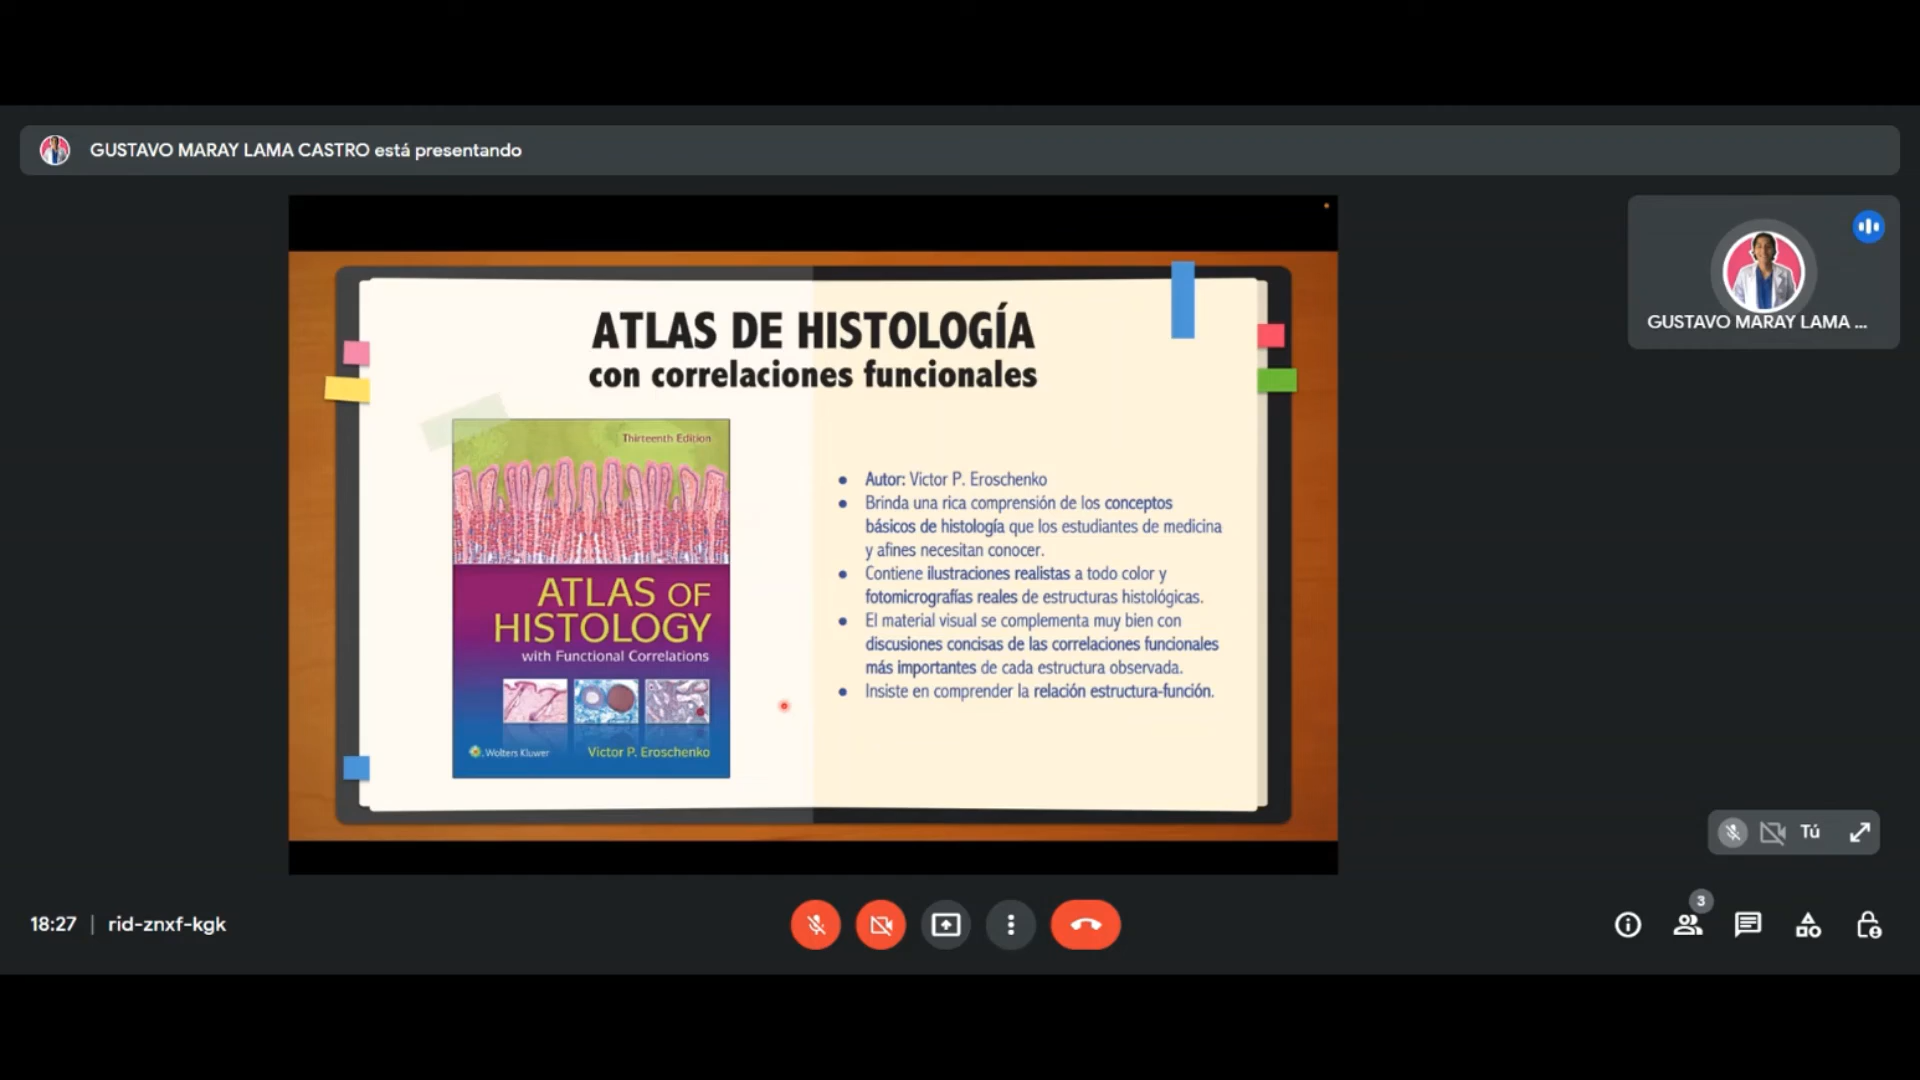 GUSTAVO MARAY LAMA CASTRO está presentando
GUSTAVO MARAY LAMA ...
ATLAS DE HISTOLOGÍA
con correlaciones funcionales
Thirteenth Edition
ATLAS OF
HISTOLOGY
with Functional Correlations
Wolters Kluwer
Victor P. Eroschenko
● Autor: Victor P. Eroschenko
● Brinda una rica comprensión de los conceptos
básicos de histología que los estudiantes de medicina
y afines necesitan conocer.
● Contiene ilustraciones realistas a todo color y
fotomicrografías reales de estructuras histológicas.
● El material visual se complementa muy bien con
discusiones concisas de las correlaciones funcionales
más importantes de cada estructura observada.
● Insiste en comprender la relación estructura-función.
Tú
18:27 | rid-znxf-kgk
3